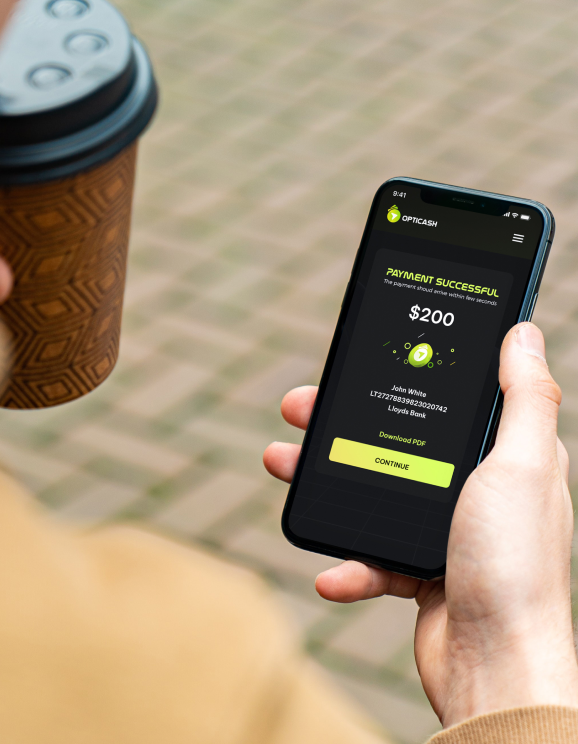 9:41
OPTICASH
PAYMENT SUCCESSFUL
The payment shoud arrive within few seconds
$200
John White
LT27278839823020742
Lloyds Bank
Download PDF
CONTINUE